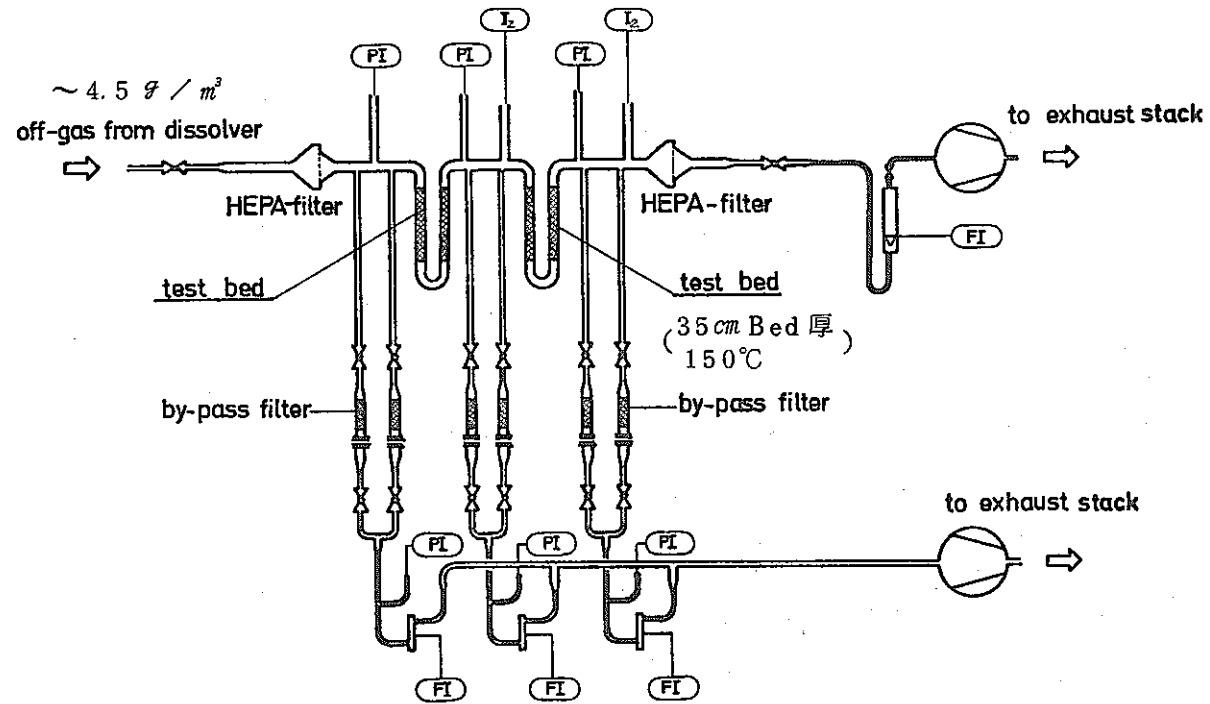 I₂
I₂
PI
PI
PI
～4.5 g / m³
off-gas from dissolver
to exhaust stack
HEPA-filter
HEPA-filter
FI
test bed
test bed
(35cm Bed 厚
150℃)
by-pass filter
by-pass filter
to exhaust stack
PI
PI
PI
FI
FI
FI